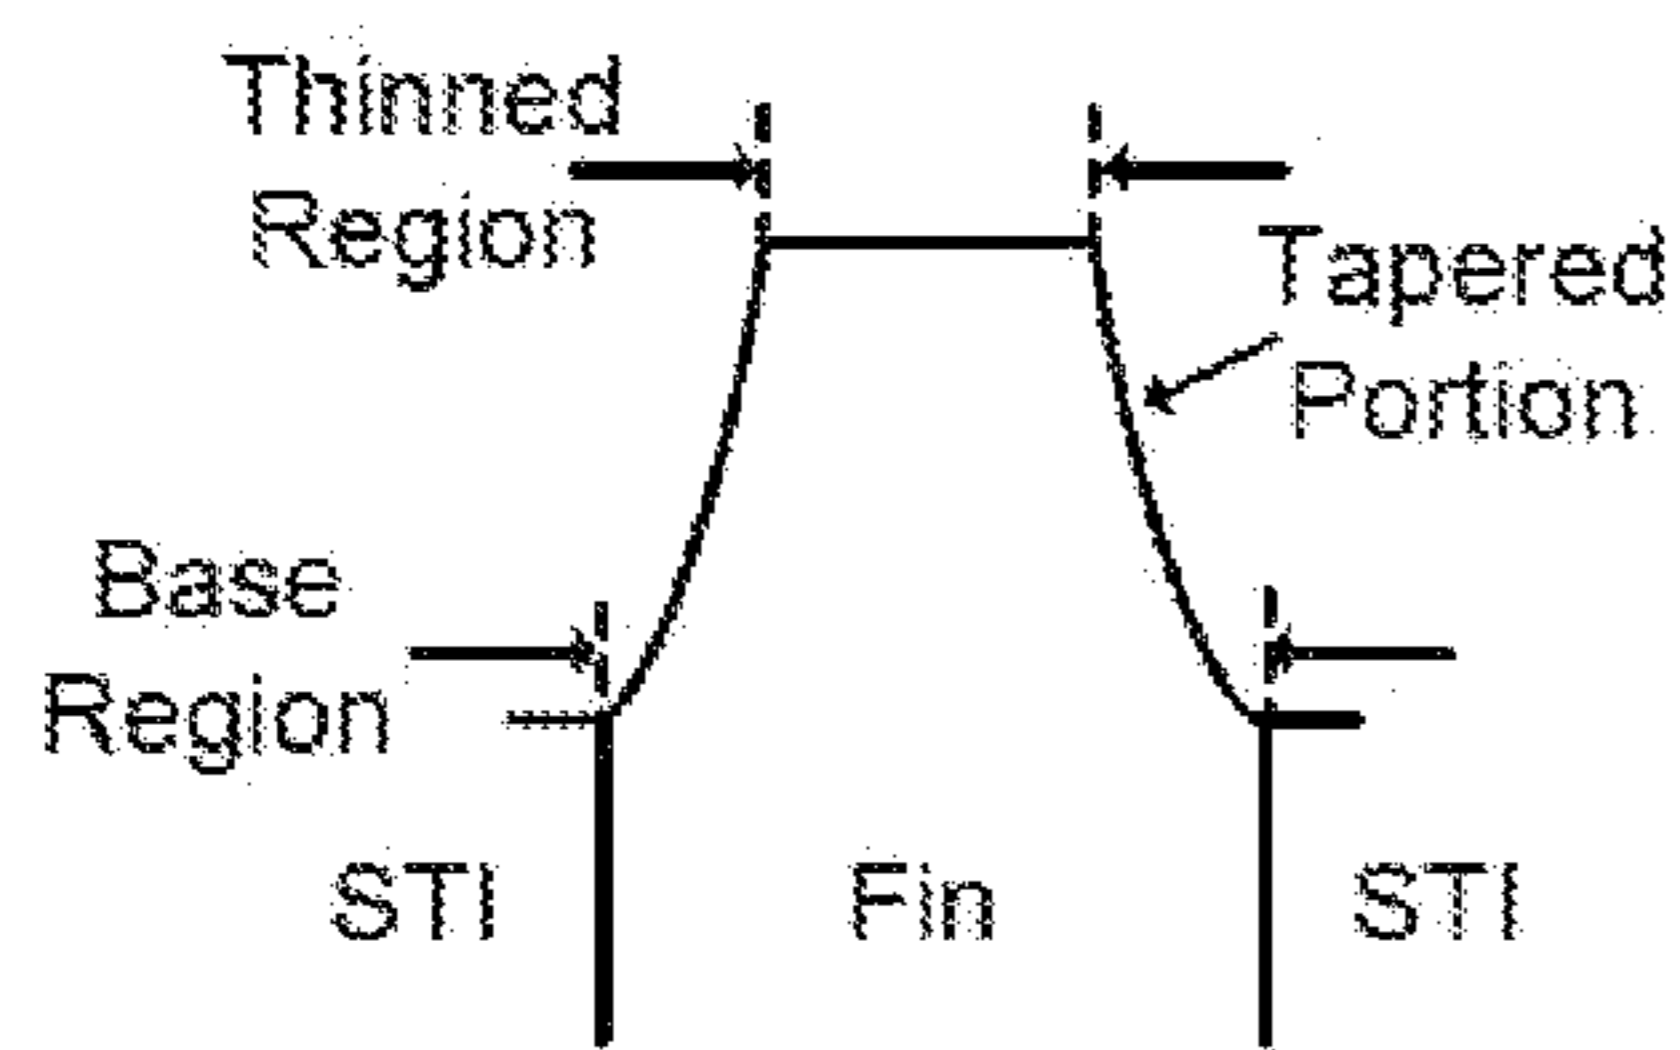 Thinned
Region
Tapered
Portion
Base
Region
STI
Fin
STI